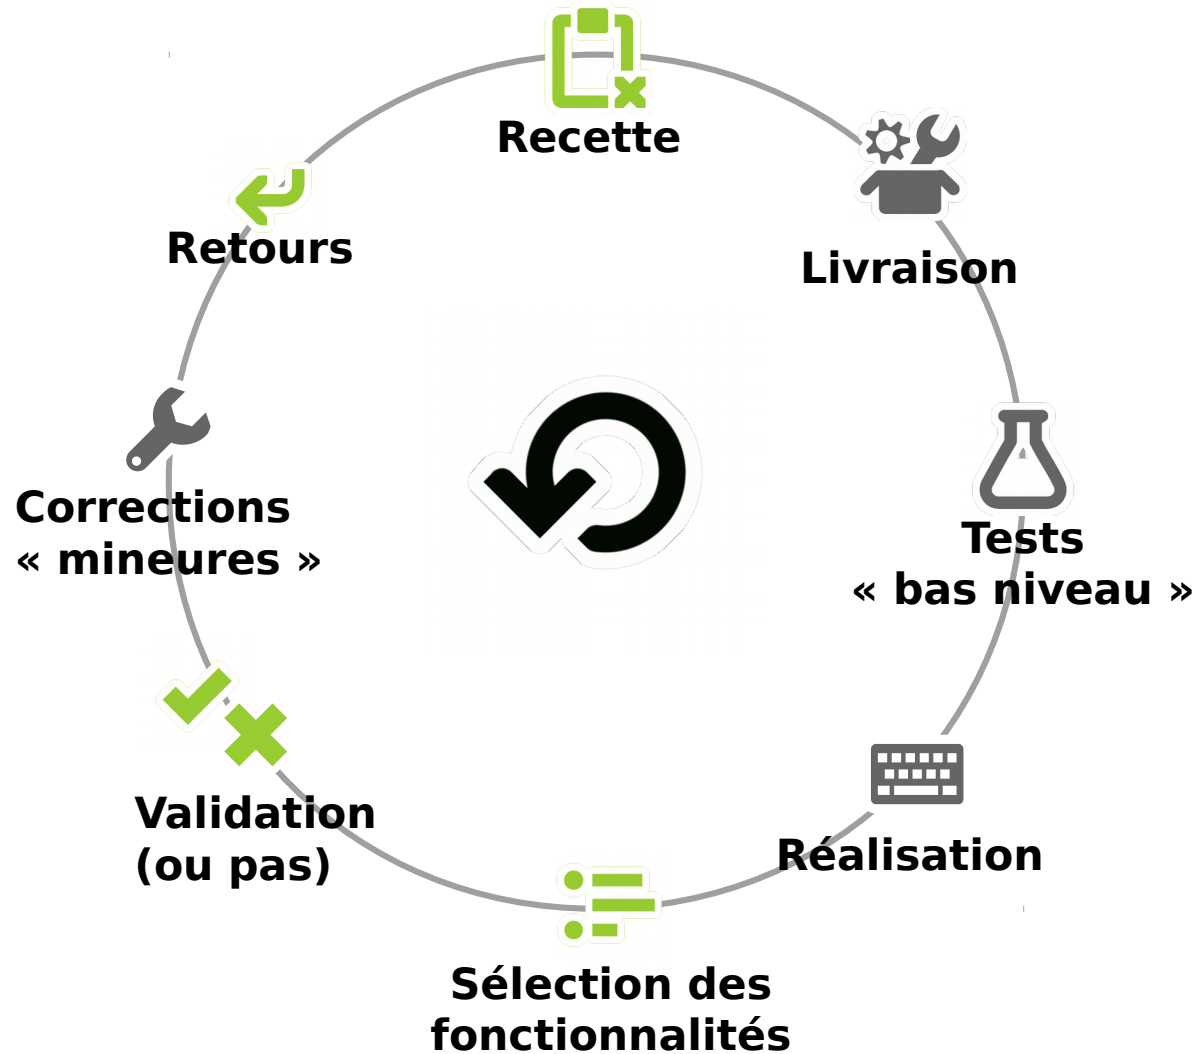 Recette
Retours
Livraison
Corrections
« mineures »
Tests
« bas niveau »
Validation
(ou pas)
Réalisation
Sélection des
fonctionnalités